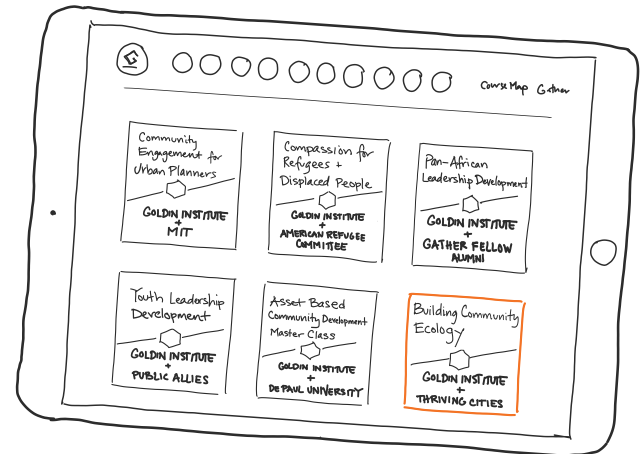 G
Course Map Gather
Community
Engagement for
Urban Planners
GOLDIN INSTITUTE
+
MIT
Compassion for
Refugees +
Displaced People
GOLDIN INSTITUTE
+
AMERICAN REFUGEE
COMMITTEE
Pan-African
Leadership Development
GOLDIN INSTITUTE
+
GATHER FELLOW
ALUMNI
Youth Leadership
Development
GOLDIN INSTITUTE
+
PUBLIC ALLIES
Asset Based
Community Development
Master Class
GOLDIN INSTITUTE
+
DEPAUL UNIVERSITY
Building Community
Ecology
GOLDIN INSTITUTE
+
THRIVING CITIES